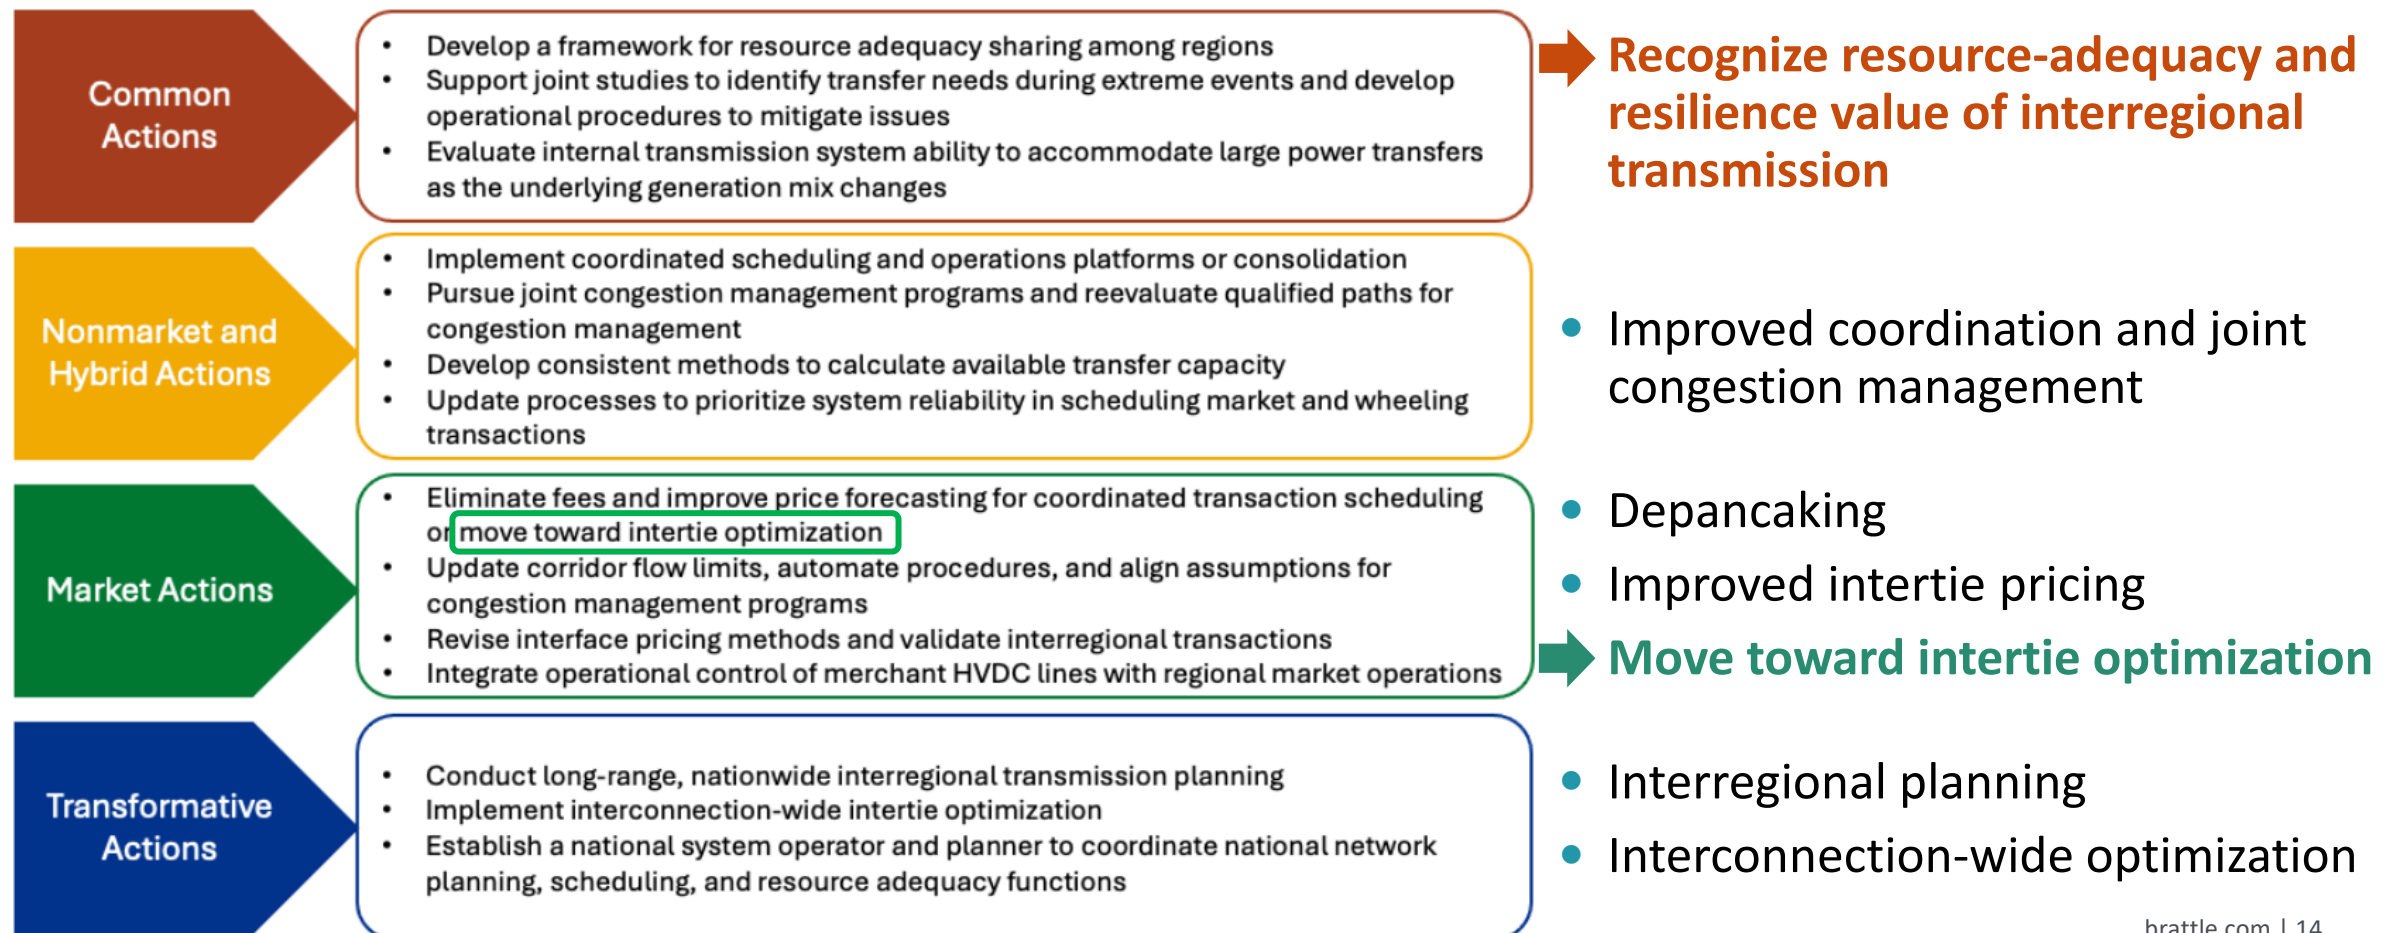 Common
Actions
• Develop a framework for resource adequacy sharing among regions
• Support joint studies to identify transfer needs during extreme events and develop
operational procedures to mitigate issues
• Evaluate internal transmission system ability to accommodate large power transfers
as the underlying generation mix changes
Recognize resource-adequacy and
resilience value of interregional
transmission
Nonmarket and
Hybrid Actions
• Implement coordinated scheduling and operations platforms or consolidation
• Pursue joint congestion management programs and reevaluate qualified paths for
congestion management
• Develop consistent methods to calculate available transfer capacity
• Update processes to prioritize system reliability in scheduling market and wheeling
transactions
• Improved coordination and joint
congestion management
Market Actions
• Eliminate fees and improve price forecasting for coordinated transaction scheduling
or move toward intertie optimization
• Update corridor flow limits, automate procedures, and align assumptions for
congestion management programs
• Revise interface pricing methods and validate interregional transactions
• Integrate operational control of merchant HVDC lines with regional market operations
• Depancaking
• Improved intertie pricing
Move toward intertie optimization
Transformative
Actions
• Conduct long-range, nationwide interregional transmission planning
• Implement interconnection-wide intertie optimization
• Establish a national system operator and planner to coordinate national network
planning, scheduling, and resource adequacy functions
• Interregional planning
• Interconnection-wide optimization
brattle.com | 14